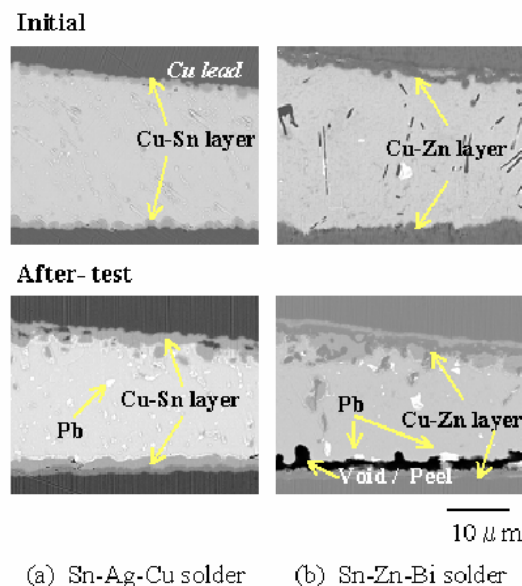 Initial
Cu lead
Cu-Sn layer
Cu-Zn layer
After- test
Pb
Cu-Sn layer
Pb
Cu-Zn layer
Void / Peel
10 μm
(a) Sn-Ag-Cu solder
(b) Sn-Zn-Bi solder